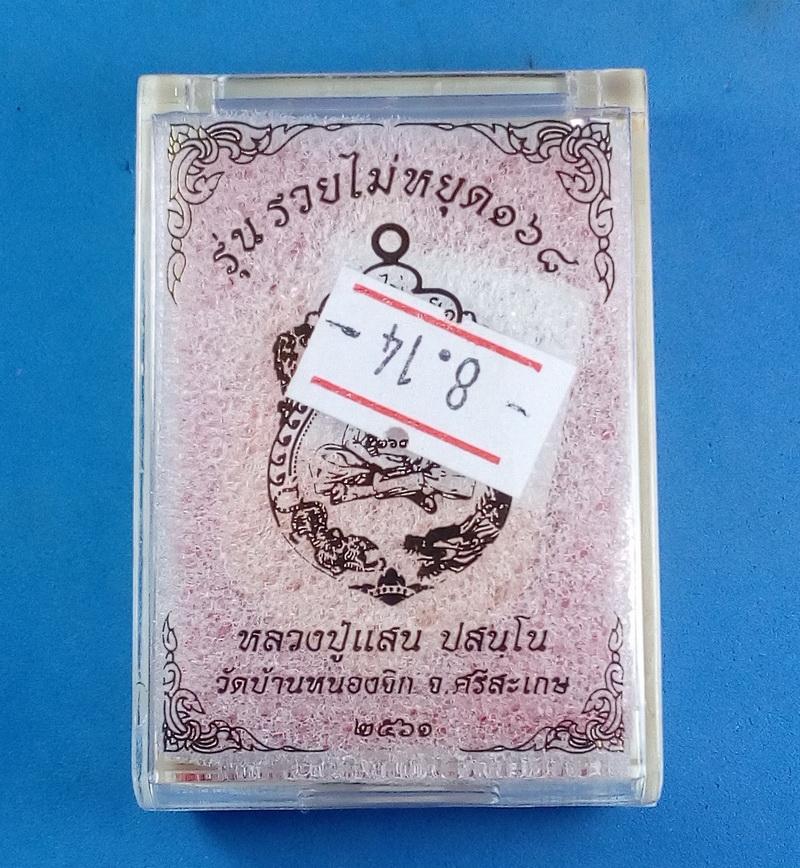 รุ่น รวยไม่หยุด๑๖๘
8.14
หลวงปู่แสน ปสนฺโน
วัดบ้านหนองจิก จ.ศรีสะเกษ
๒๕๖๑